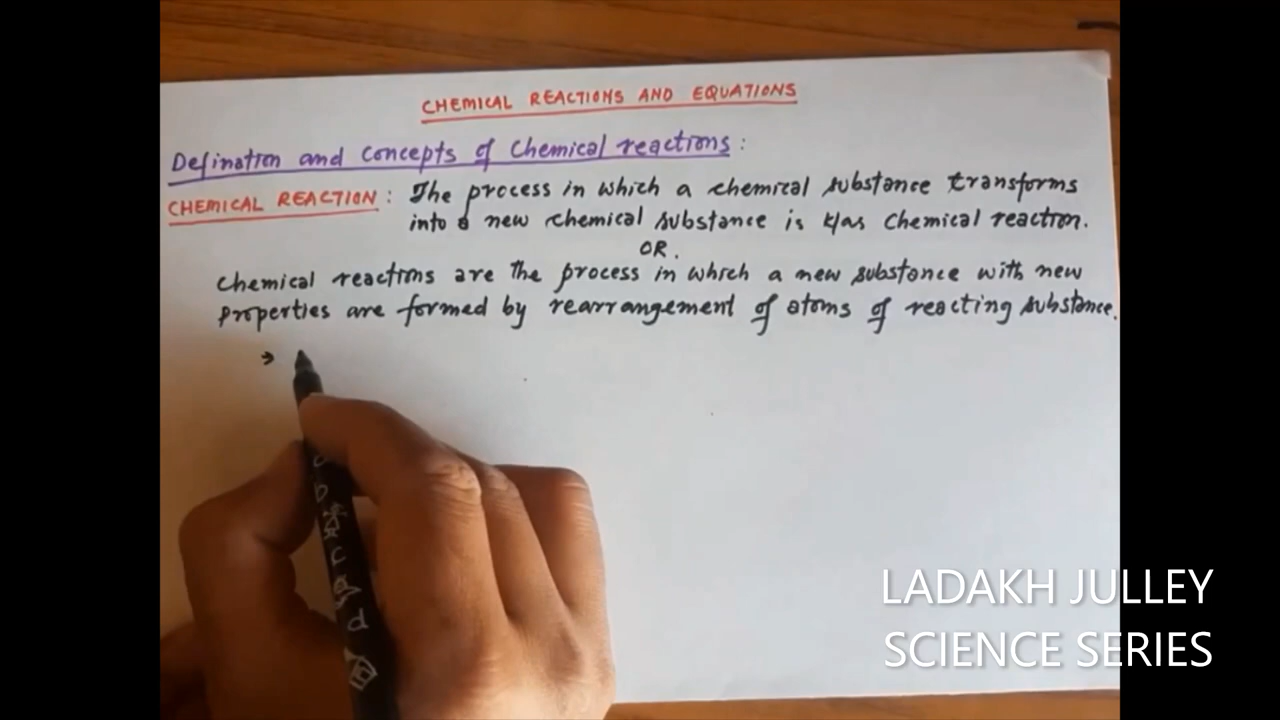 CHEMICAL REACTIONS AND EQUATIONS
Defination and concepts of Chemical reactions :
CHEMICAL REACTION : The process in which a chemical substance transforms
into a new chemical substance is k/as Chemical reaction.
OR.
Chemical reactions are the process in which a new substance with new
properties are formed by rearrangement of atoms of reacting substance.
→
b
c
d
LADAKH JULLEY
SCIENCE SERIES